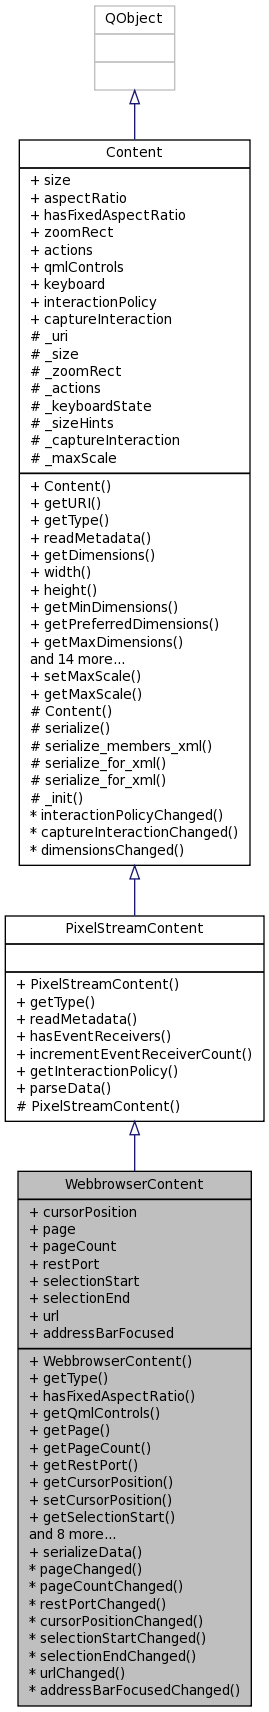 QObject
Content
+ size
+ aspectRatio
+ hasFixedAspectRatio
+ zoomRect
+ actions
+ qmlControls
+ keyboard
+ interactionPolicy
+ captureInteraction
# _uri
# _size
# _zoomRect
# _actions
# _keyboardState
# _sizeHints
# _captureInteraction
# _maxScale
+ Content()
+ getURI()
+ getType()
+ readMetadata()
+ getDimensions()
+ width()
+ height()
+ getMinDimensions()
+ getPreferredDimensions()
+ getMaxDimensions()
and 14 more...
+ setMaxScale()
+ getMaxScale()
# Content()
# serialize()
# serialize_members_xml()
# serialize_for_xml()
# serialize_for_xml()
# _init()
* interactionPolicyChanged()
* captureInteractionChanged()
* dimensionsChanged()
PixelStreamContent
+ PixelStreamContent()
+ getType()
+ readMetadata()
+ hasEventReceivers()
+ incrementEventReceiverCount()
+ getInteractionPolicy()
+ parseData()
# PixelStreamContent()
WebbrowserContent
+ cursorPosition
+ page
+ pageCount
+ restPort
+ selectionStart
+ selectionEnd
+ url
+ addressBarFocused
+ WebbrowserContent()
+ getType()
+ hasFixedAspectRatio()
+ getQmlControls()
+ getPage()
+ getPageCount()
+ getRestPort()
+ getCursorPosition()
+ setCursorPosition()
+ getSelectionStart()
and 8 more...
+ serializeData()
* pageChanged()
* pageCountChanged()
* restPortChanged()
* cursorPositionChanged()
* selectionStartChanged()
* selectionEndChanged()
* urlChanged()
* addressBarFocusedChanged()